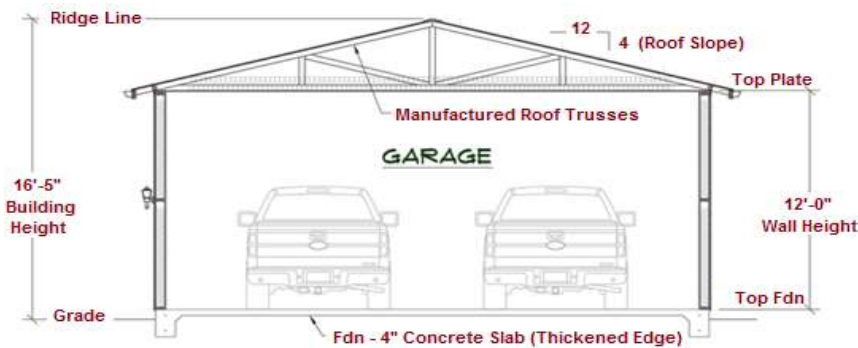 Ridge Line
12
4 (Roof Slope)
Top Plate
Manufactured Roof Trusses
GARAGE
16'-5"
Building
Height
12'-0"
Wall Height
Top Fdn
Grade
Fdn - 4" Concrete Slab (Thickened Edge)